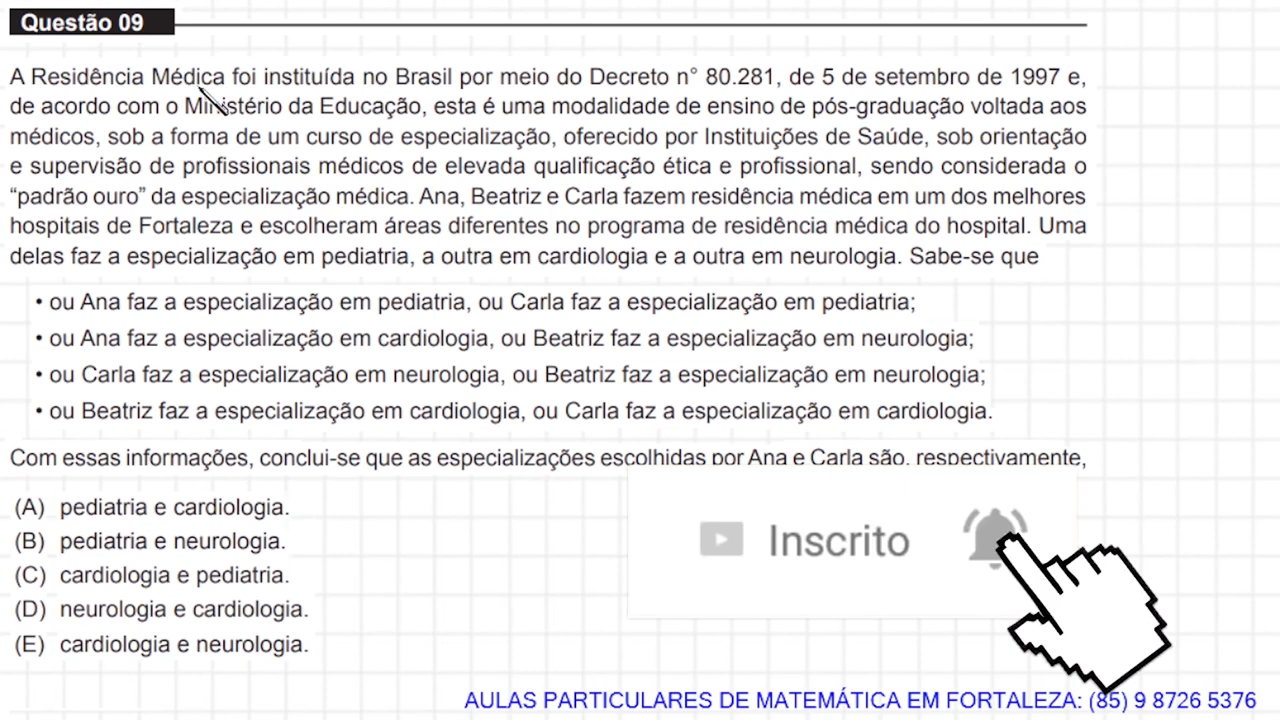 Questão 09
A Residência Médica foi instituída no Brasil por meio do Decreto n° 80.281, de 5 de setembro de 1997 e,
de acordo com o Ministério da Educação, esta é uma modalidade de ensino de pós-graduação voltada aos
médicos, sob a forma de um curso de especialização, oferecido por Instituições de Saúde, sob orientação
e supervisão de profissionais médicos de elevada qualificação ética e profissional, sendo considerada o
“padrão ouro” da especialização médica. Ana, Beatriz e Carla fazem residência médica em um dos melhores
hospitais de Fortaleza e escolheram áreas diferentes no programa de residência médica do hospital. Uma
delas faz a especialização em pediatria, a outra em cardiologia e a outra em neurologia. Sabe-se que
• ou Ana faz a especialização em pediatria, ou Carla faz a especialização em pediatria;
• ou Ana faz a especialização em cardiologia, ou Beatriz faz a especialização em neurologia;
• ou Carla faz a especialização em neurologia, ou Beatriz faz a especialização em neurologia;
• ou Beatriz faz a especialização em cardiologia, ou Carla faz a especialização em cardiologia.
Com essas informações, conclui-se que as especializações escolhidas por Ana e Carla são, respectivamente,
(A) pediatria e cardiologia.
(B) pediatria e neurologia.
(C) cardiologia e pediatria.
(D) neurologia e cardiologia.
(E) cardiologia e neurologia.
Inscrito
AULAS PARTICULARES DE MATEMÁTICA EM FORTALEZA: (85) 9 8726 5376